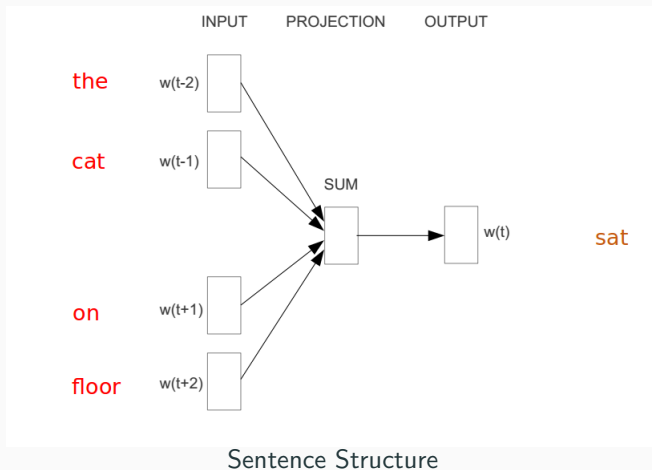 INPUT PROJECTION OUTPUT
the w(t-2)
cat w(t-1)
SUM
w(t) sat
on w(t+1)
floor w(t+2)
Sentence Structure